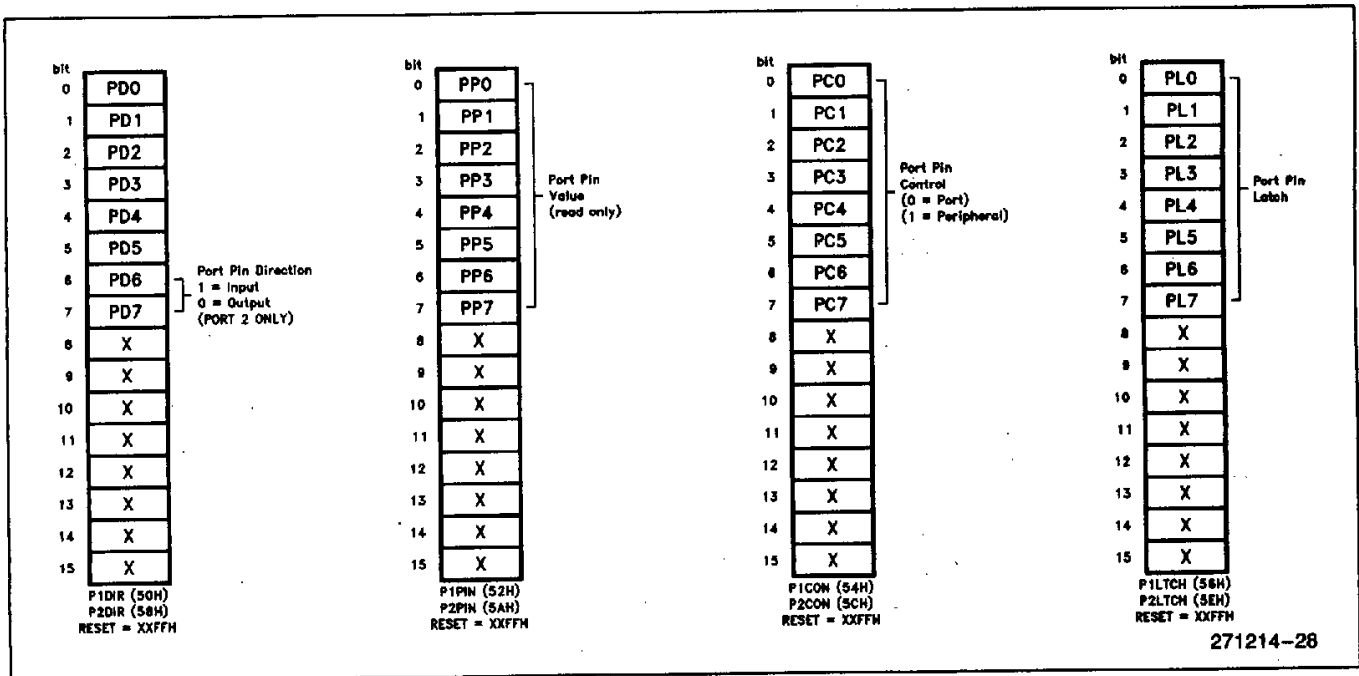 bit
0 PD0
1 PD1
2 PD2
3 PD3
4 PD4
5 PD5
6 PD6
7 PD7
8 X
9 X
10 X
11 X
12 X
13 X
14 X
15 X
Port Pin Direction
1 = Input
0 = Output
(PORT 2 ONLY)
P1DIR (50H)
P2DIR (58H)
RESET = XXFFH
bit
0 PP0
1 PP1
2 PP2
3 PP3
4 PP4
5 PP5
6 PP6
7 PP7
8 X
9 X
10 X
11 X
12 X
13 X
14 X
15 X
Port Pin
Value
(read only)
P1PIN (52H)
P2PIN (5AH)
RESET = XXFFH
bit
0 PC0
1 PC1
2 PC2
3 PC3
4 PC4
5 PC5
6 PC6
7 PC7
8 X
9 X
10 X
11 X
12 X
13 X
14 X
15 X
Port Pin
Control
(0 = Port)
(1 = Peripheral)
P1CON (54H)
P2CON (5CH)
RESET = XXFFH
bit
0 PL0
1 PL1
2 PL2
3 PL3
4 PL4
5 PL5
6 PL6
7 PL7
8 X
9 X
10 X
11 X
12 X
13 X
14 X
15 X
Port Pin
Latch
P1LTCH (56H)
P2LTCH (5EH)
RESET = XXFFH
271214-28